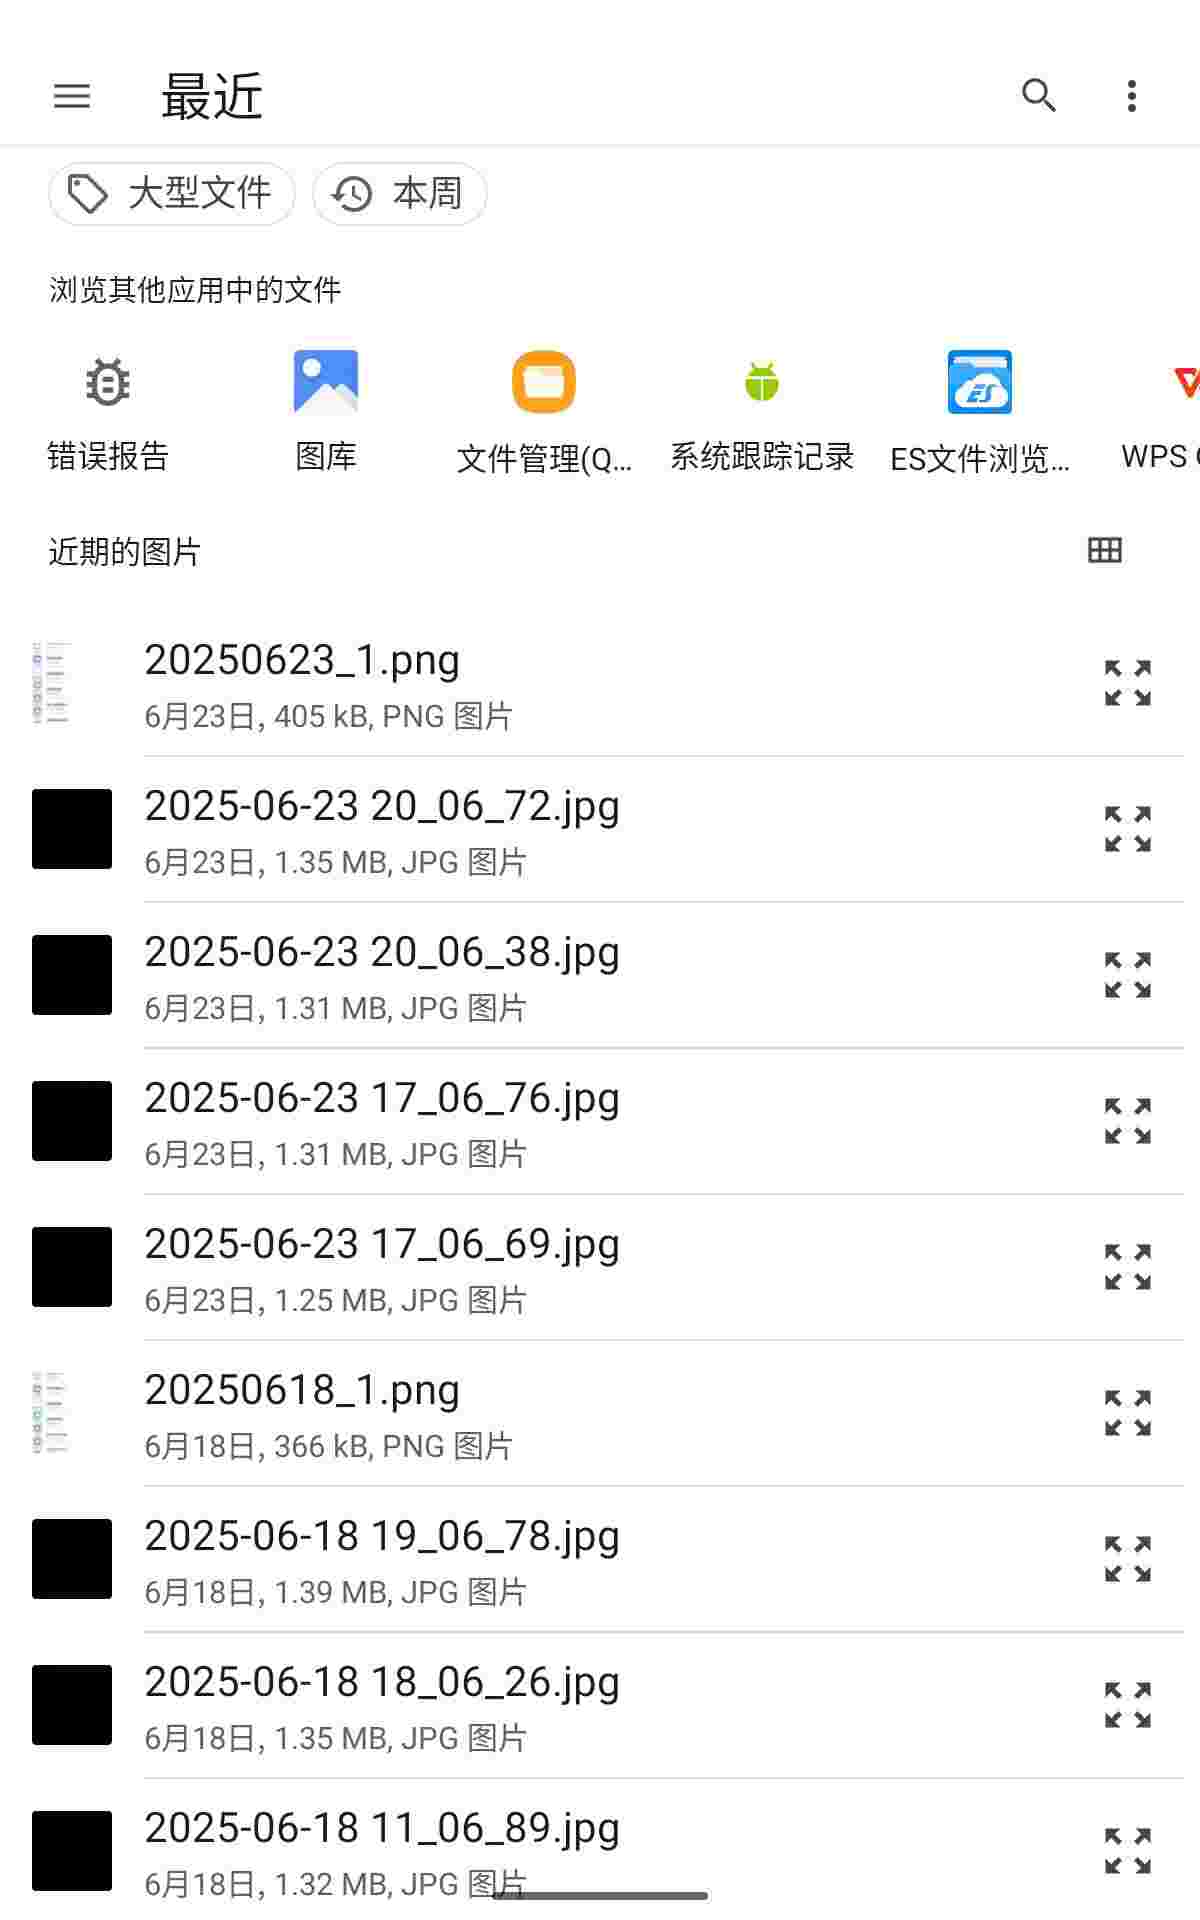 最近
大型文件 本周
浏览其他应用中的文件
错误报告 图库 文件管理(Q... 系统跟踪记录 ES文件浏览... WPS
近期的图片
20250623_1.png
6月23日, 405 kB, PNG 图片
2025-06-23 20_06_72.jpg
6月23日, 1.35 MB, JPG 图片
2025-06-23 20_06_38.jpg
6月23日, 1.31 MB, JPG 图片
2025-06-23 17_06_76.jpg
6月23日, 1.31 MB, JPG 图片
2025-06-23 17_06_69.jpg
6月23日, 1.25 MB, JPG 图片
20250618_1.png
6月18日, 366 kB, PNG 图片
2025-06-18 19_06_78.jpg
6月18日, 1.39 MB, JPG 图片
2025-06-18 18_06_26.jpg
6月18日, 1.35 MB, JPG 图片
2025-06-18 11_06_89.jpg
6月18日, 1.32 MB, JPG 图片